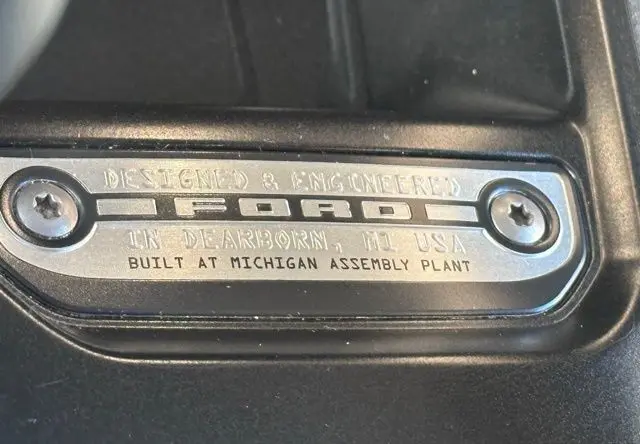 DESIGNED & ENGINEERED
FORD
IN DEARBORN, MI USA
BUILT AT MICHIGAN ASSEMBLY PLANT